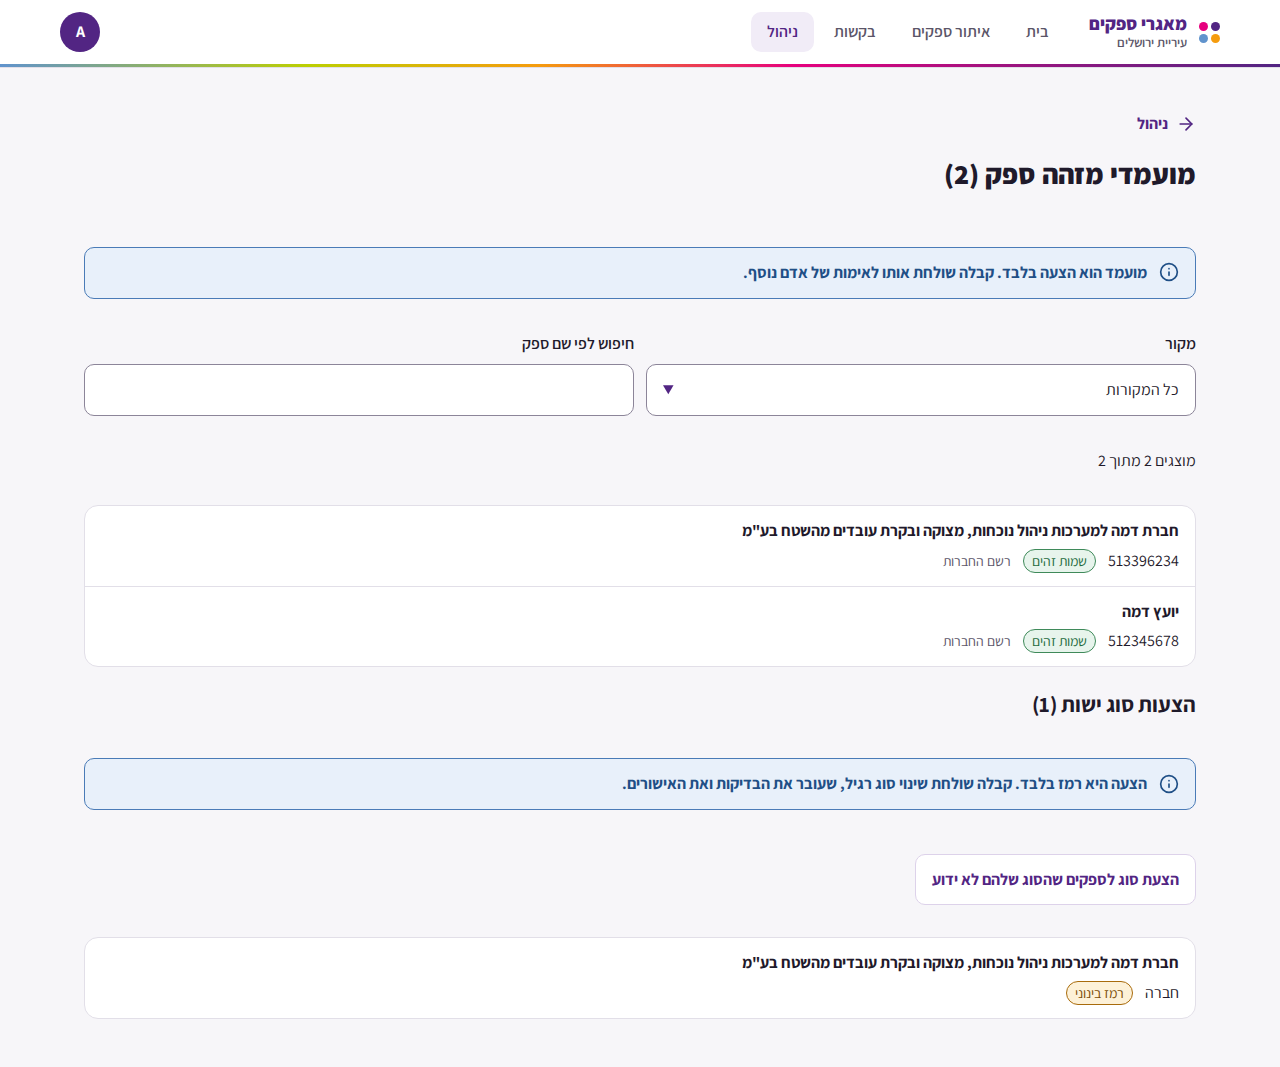 מאגרי ספקים
עיריית ירושלים
בית
איתור ספקים
בקשות
ניהול
A
ניהול
מועמדי מזהה ספק (2)
מועמד הוא הצעה בלבד. קבלה שולחת אותו לאימות של אדם נוסף.
מקור
חיפוש לפי שם ספק
כל המקורות
מוצגים 2 מתוך 2
חברת דמה למערכות ניהול נוכחות, מצוקה ובקרת עובדים מהשטח בע"מ
513396234 שמות זהים רשם החברות
יועץ דמה
512345678 שמות זהים רשם החברות
הצעות סוג ישות (1)
הצעה היא רמז בלבד. קבלה שולחת שינוי סוג רגיל, שעובר את הבדיקות ואת האישורים.
הצעת סוג לספקים שהסוג שלהם לא ידוע
חברת דמה למערכות ניהול נוכחות, מצוקה ובקרת עובדים מהשטח בע"מ
חברה רמז בינוני